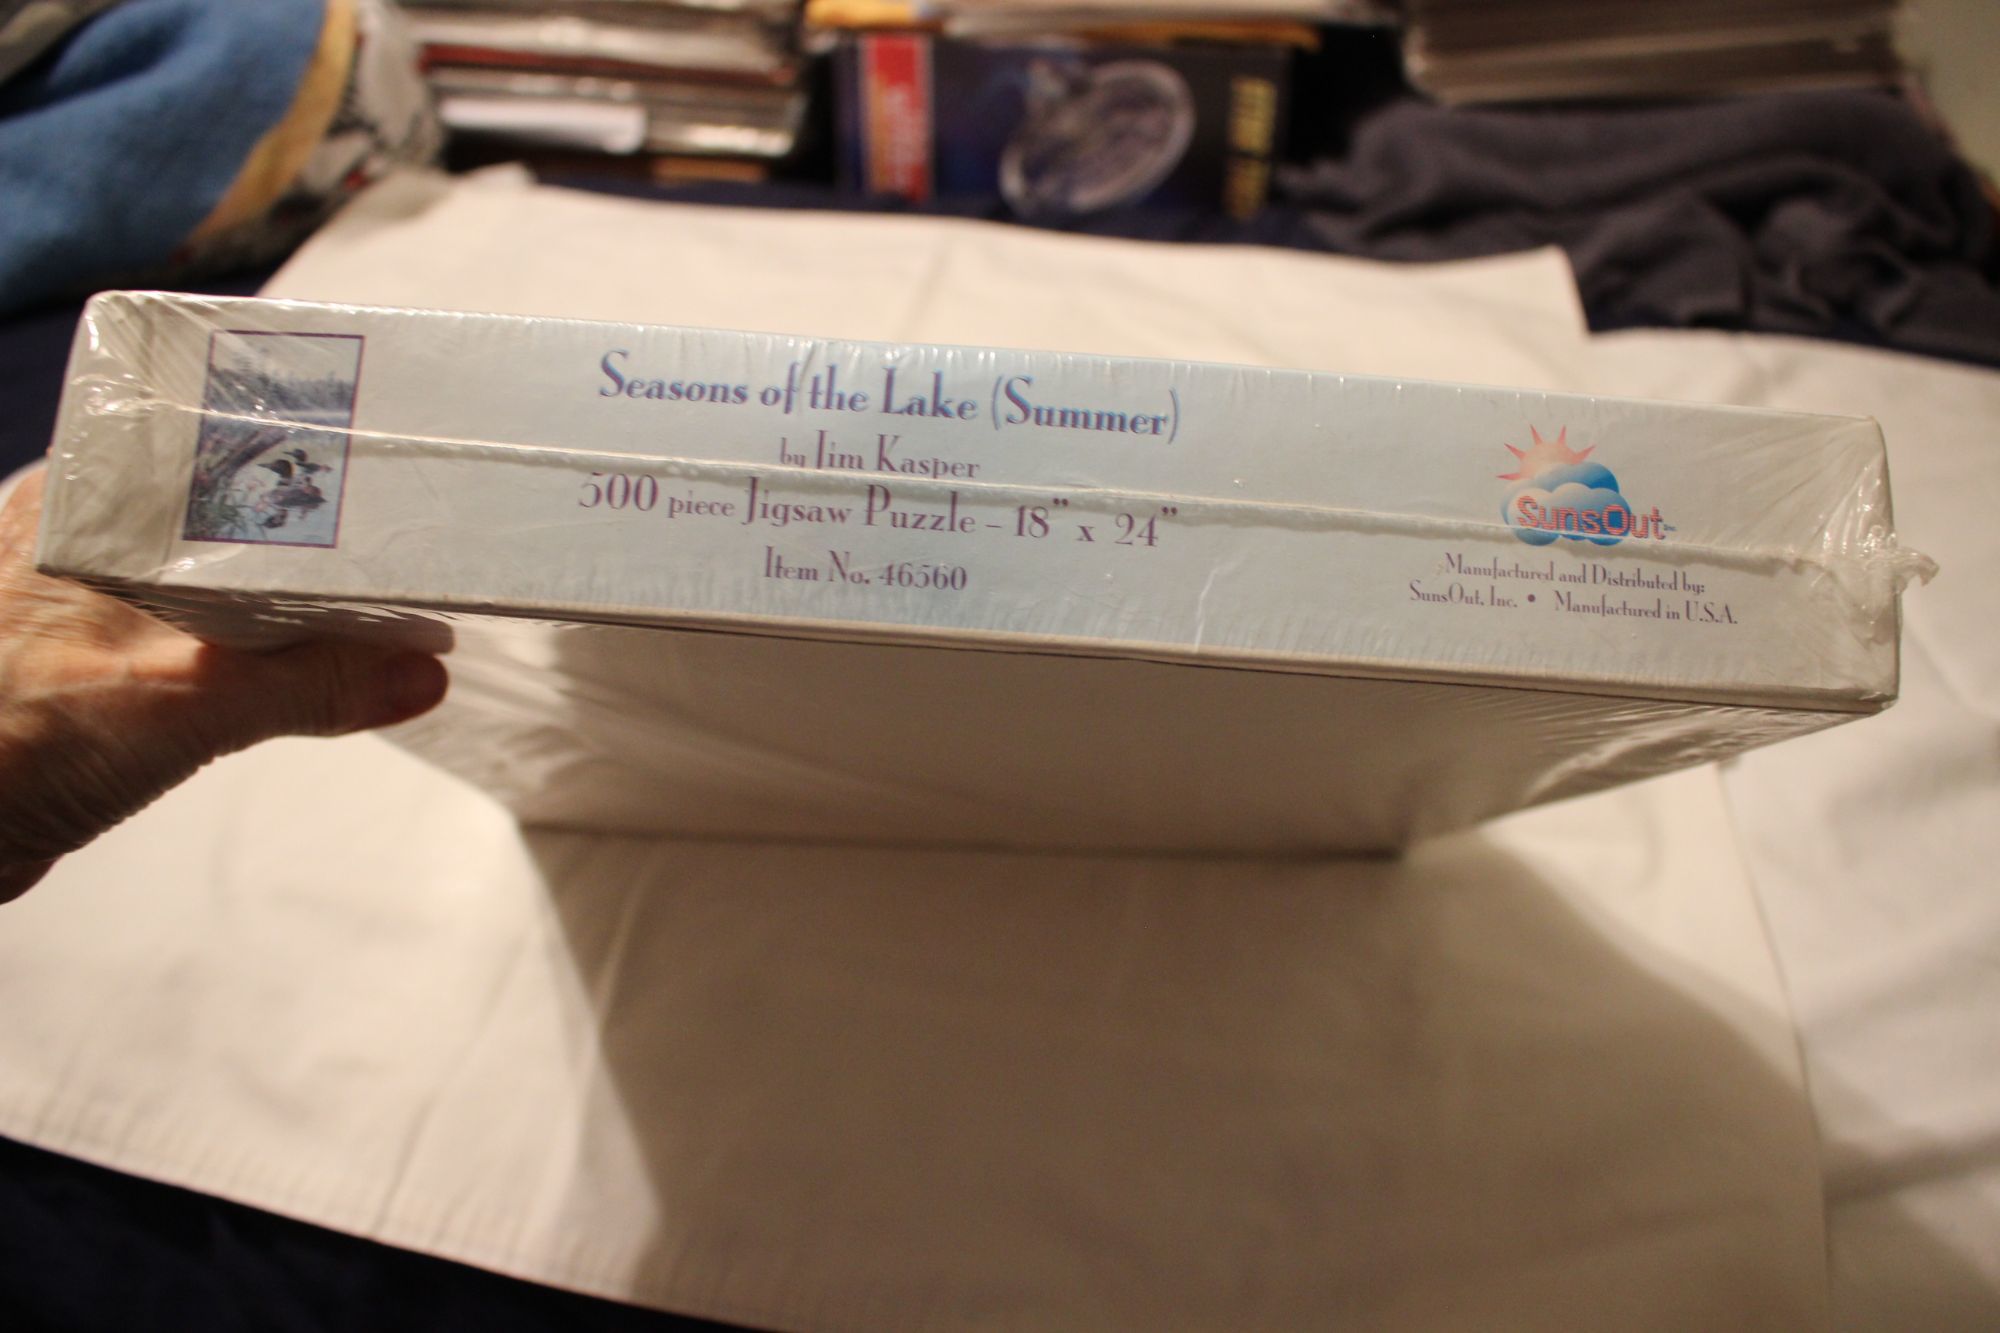 Seasons of the Lake (Summer)
by Jim Kasper
500 piece Jigsaw Puzzle – 18" x 24"
Item No. 46560
SunsOut Inc.
Manufactured and Distributed by:
SunsOut, Inc. • Manufactured in U.S.A.